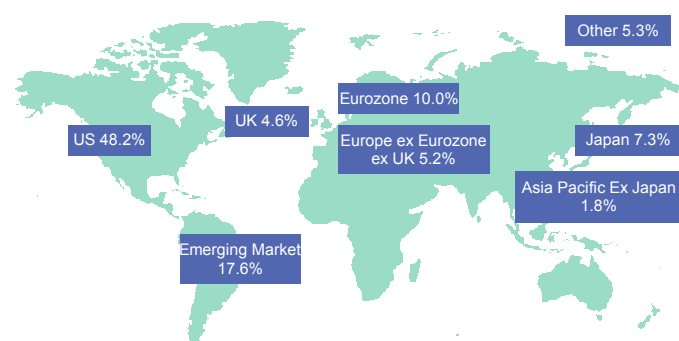 Other 5.3%
Eurozone 10.0%
UK 4.6%
US 48.2%
Europe ex Eurozone
ex UK 5.2%
Japan 7.3%
Asia Pacific Ex Japan
1.8%
Emerging Market
17.6%